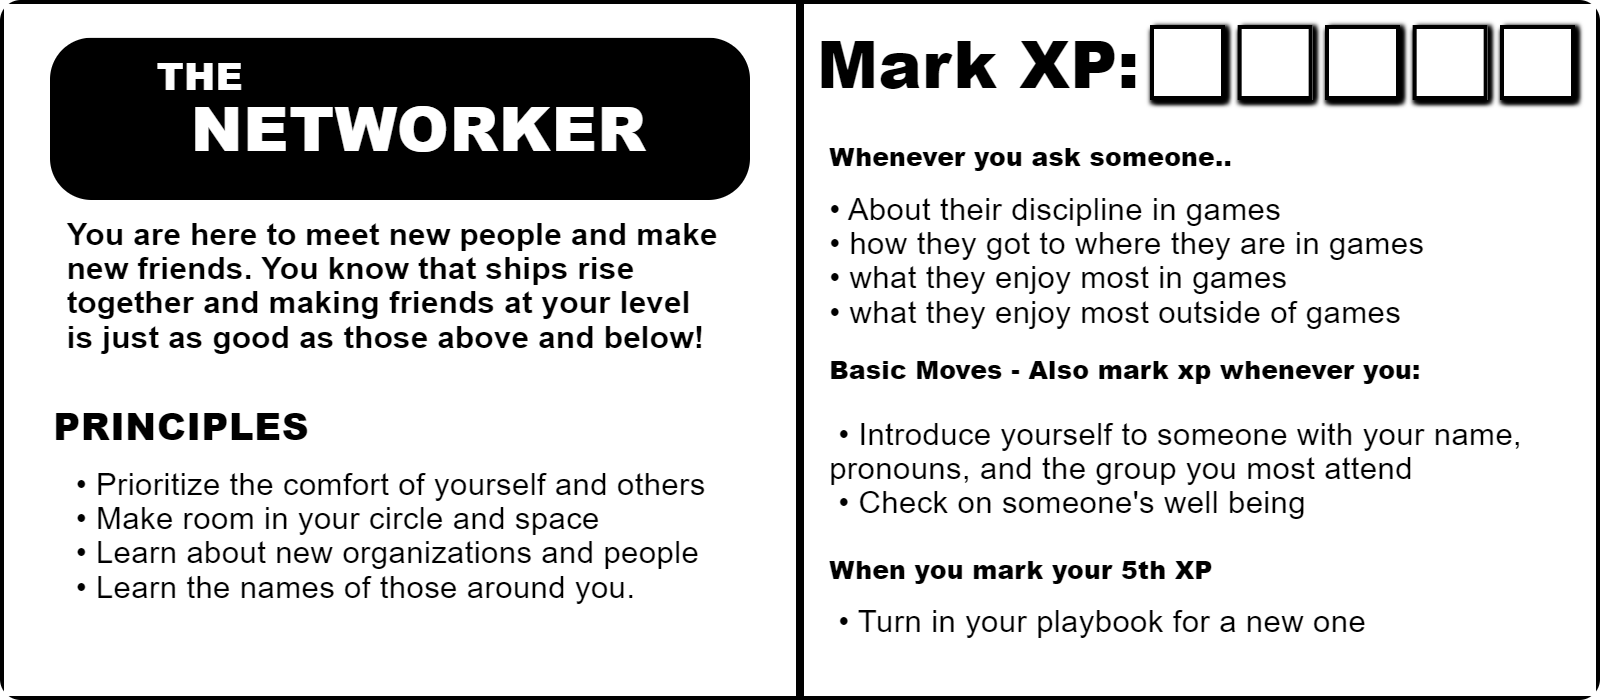 THE
NETWORKER
You are here to meet new people and make
new friends. You know that ships rise
together and making friends at your level
is just as good as those above and below!
PRINCIPLES
• Prioritize the comfort of yourself and others
• Make room in your circle and space
• Learn about new organizations and people
• Learn the names of those around you.
Mark XP:
Whenever you ask someone..
• About their discipline in games
• how they got to where they are in games
• what they enjoy most in games
• what they enjoy most outside of games
Basic Moves - Also mark xp whenever you:
• Introduce yourself to someone with your name,
pronouns, and the group you most attend
• Check on someone's well being
When you mark your 5th XP
• Turn in your playbook for a new one